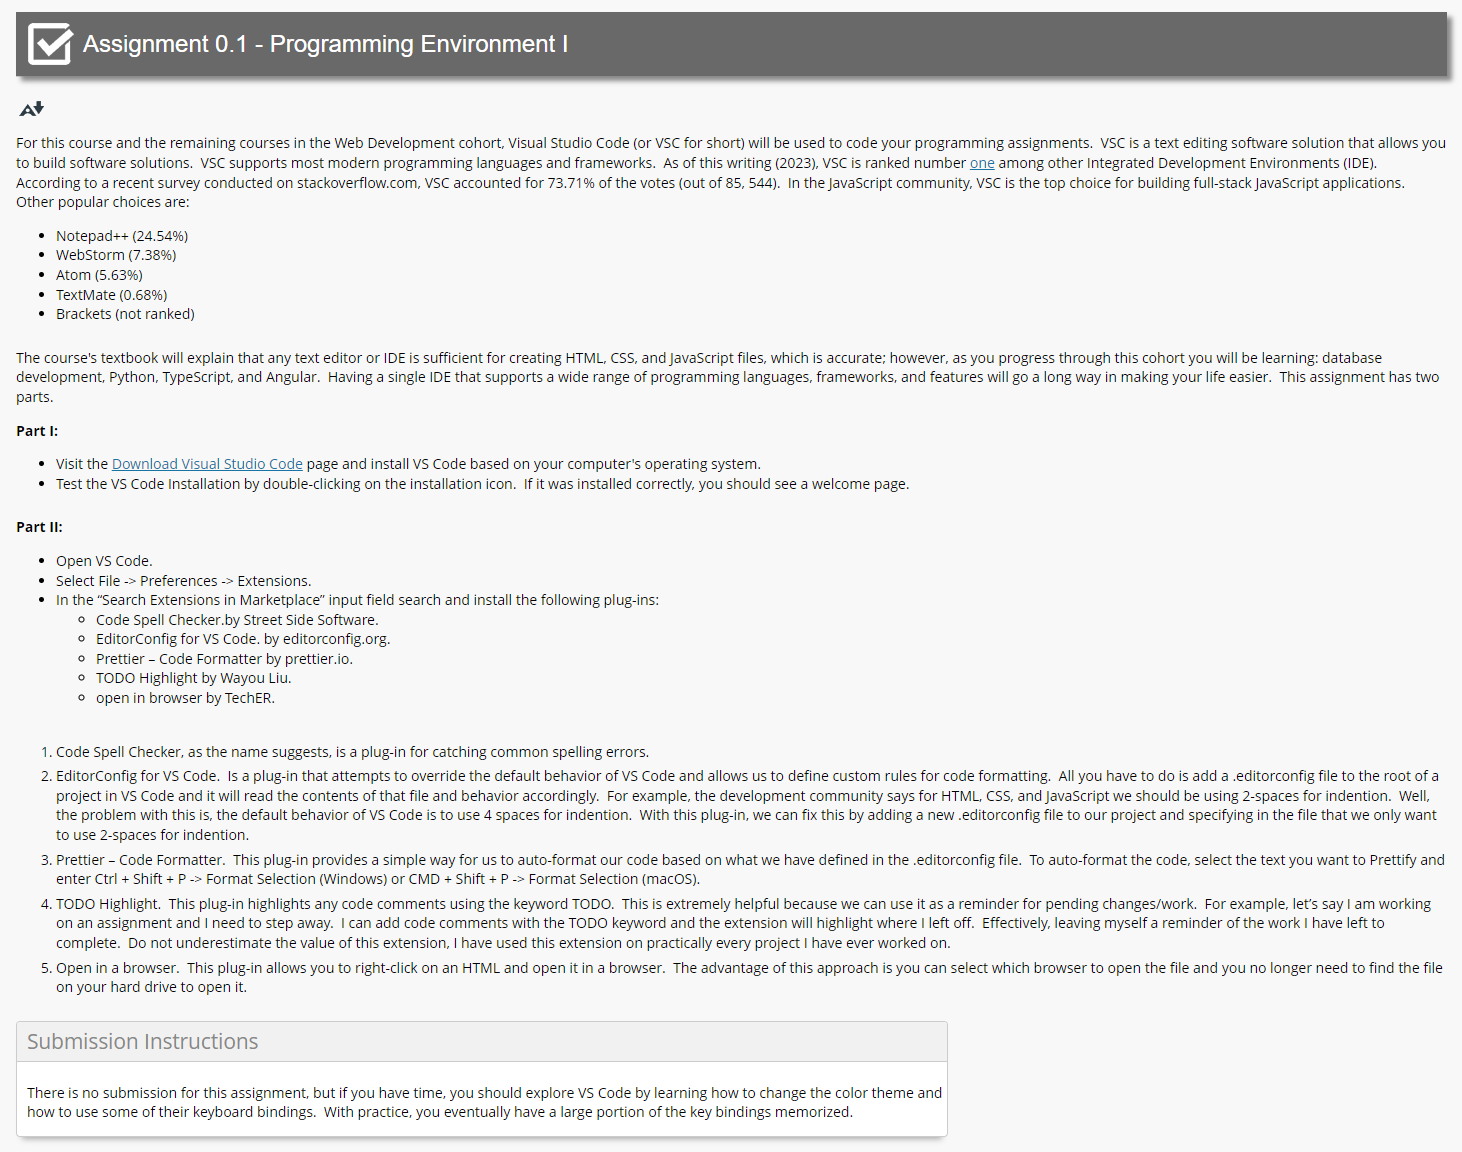 Assignment 0.1 - Programming Environment I
For this course and the remaining courses in the Web Development cohort, Visual Studio Code (or VSC for short) will be used to code your programming assignments.  VSC is a text editing software solution that allows you
to build software solutions.  VSC supports most modern programming languages and frameworks.  As of this writing (2023), VSC is ranked number one among other Integrated Development Environments (IDE).
According to a recent survey conducted on stackoverflow.com, VSC accounted for 73.71% of the votes (out of 85, 544).  In the JavaScript community, VSC is the top choice for building full-stack JavaScript applications.
Other popular choices are:
• Notepad++ (24.54%)
• WebStorm (7.38%)
• Atom (5.63%)
• TextMate (0.68%)
• Brackets (not ranked)
The course's textbook will explain that any text editor or IDE is sufficient for creating HTML, CSS, and JavaScript files, which is accurate; however, as you progress through this cohort you will be learning: database
development, Python, TypeScript, and Angular.  Having a single IDE that supports a wide range of programming languages, frameworks, and features will go a long way in making your life easier.  This assignment has two
parts.
Part I:
• Visit the Download Visual Studio Code page and install VS Code based on your computer's operating system.
• Test the VS Code Installation by double-clicking on the installation icon.  If it was installed correctly, you should see a welcome page.
Part II:
• Open VS Code.
• Select File -> Preferences -> Extensions.
• In the “Search Extensions in Marketplace” input field search and install the following plug-ins:
◦ Code Spell Checker.by Street Side Software.
◦ EditorConfig for VS Code. by editorconfig.org.
◦ Prettier – Code Formatter by prettier.io.
◦ TODO Highlight by Wayou Liu.
◦ open in browser by TechER.
1. Code Spell Checker, as the name suggests, is a plug-in for catching common spelling errors.
2. EditorConfig for VS Code.  Is a plug-in that attempts to override the default behavior of VS Code and allows us to define custom rules for code formatting.  All you have to do is add a .editorconfig file to the root of a
project in VS Code and it will read the contents of that file and behavior accordingly.  For example, the development community says for HTML, CSS, and JavaScript we should be using 2-spaces for indention.  Well,
the problem with this is, the default behavior of VS Code is to use 4 spaces for indention.  With this plug-in, we can fix this by adding a new .editorconfig file to our project and specifying in the file that we only want
to use 2-spaces for indention.
3. Prettier – Code Formatter.  This plug-in provides a simple way for us to auto-format our code based on what we have defined in the .editorconfig file.  To auto-format the code, select the text you want to Prettify and
enter Ctrl + Shift + P -> Format Selection (Windows) or CMD + Shift + P -> Format Selection (macOS).
4. TODO Highlight.  This plug-in highlights any code comments using the keyword TODO.  This is extremely helpful because we can use it as a reminder for pending changes/work.  For example, let’s say I am working
on an assignment and I need to step away.  I can add code comments with the TODO keyword and the extension will highlight where I left off.  Effectively, leaving myself a reminder of the work I have left to
complete.  Do not underestimate the value of this extension, I have used this extension on practically every project I have ever worked on.
5. Open in a browser.  This plug-in allows you to right-click on an HTML and open it in a browser.  The advantage of this approach is you can select which browser to open the file and you no longer need to find the file
on your hard drive to open it.
Submission Instructions
There is no submission for this assignment, but if you have time, you should explore VS Code by learning how to change the color theme and
how to use some of their keyboard bindings.  With practice, you eventually have a large portion of the key bindings memorized.